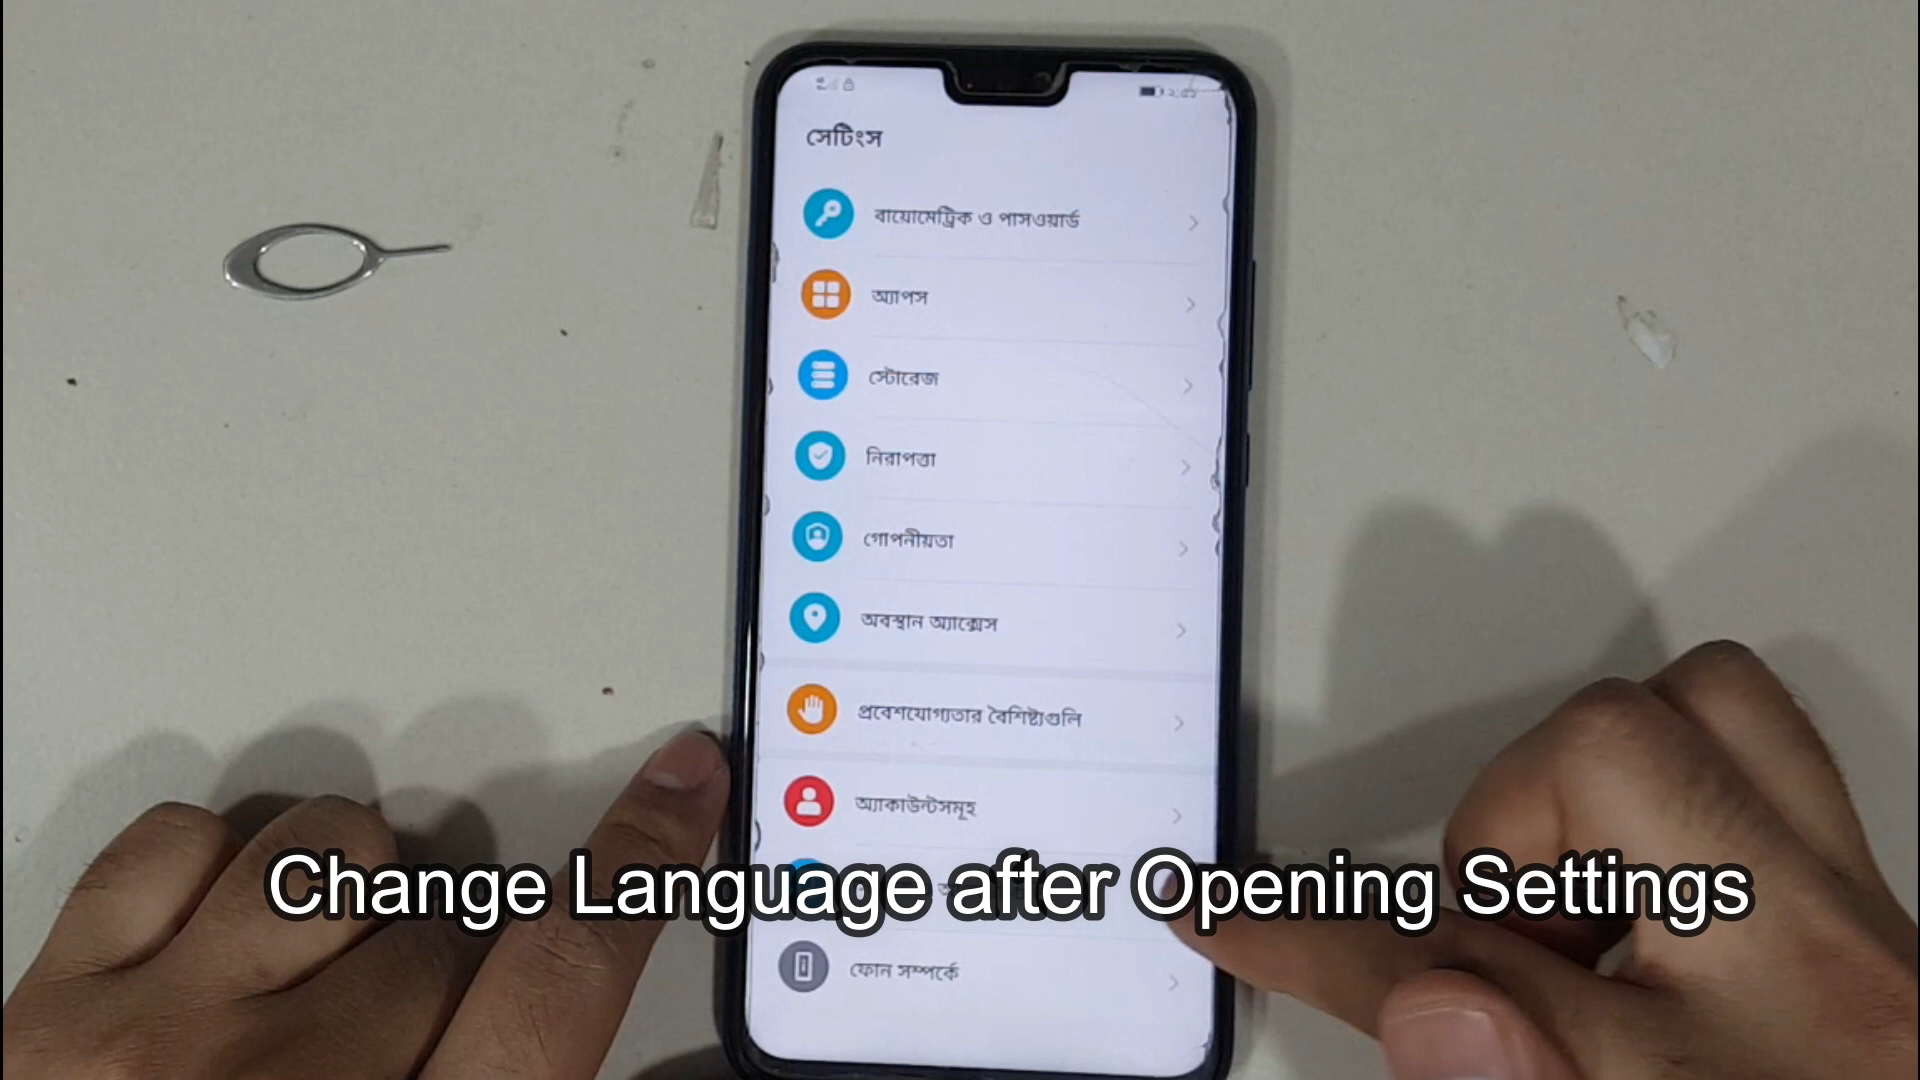 সেটিংস
বায়োমেট্রিক ও পাসওয়ার্ড
অ্যাপস
স্টোরেজ
নিরাপত্তা
গোপনীয়তা
অবস্থান অ্যাক্সেস
প্রবেশযোগ্যতার বৈশিষ্ট্যগুলি
অ্যাকাউন্টসমূহ
Change Language after Opening Settings
ফোন সম্পর্কে